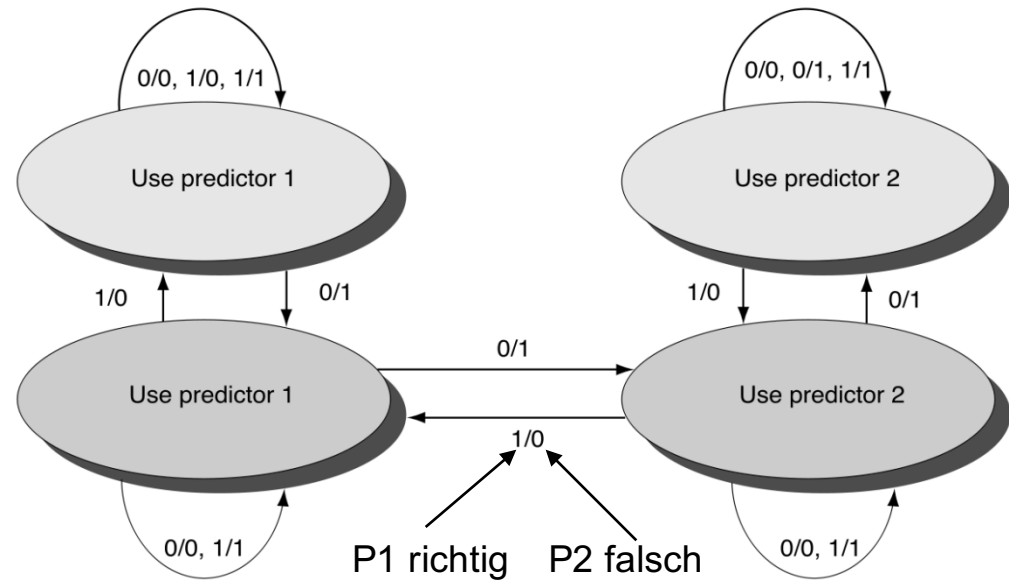 0/0, 1/0, 1/1
0/0, 0/1, 1/1
Use predictor 1
Use predictor 2
1/0
0/1
1/0
0/1
Use predictor 1
0/1
Use predictor 2
1/0
0/0, 1/1
P1 richtig
P2 falsch
0/0, 1/1